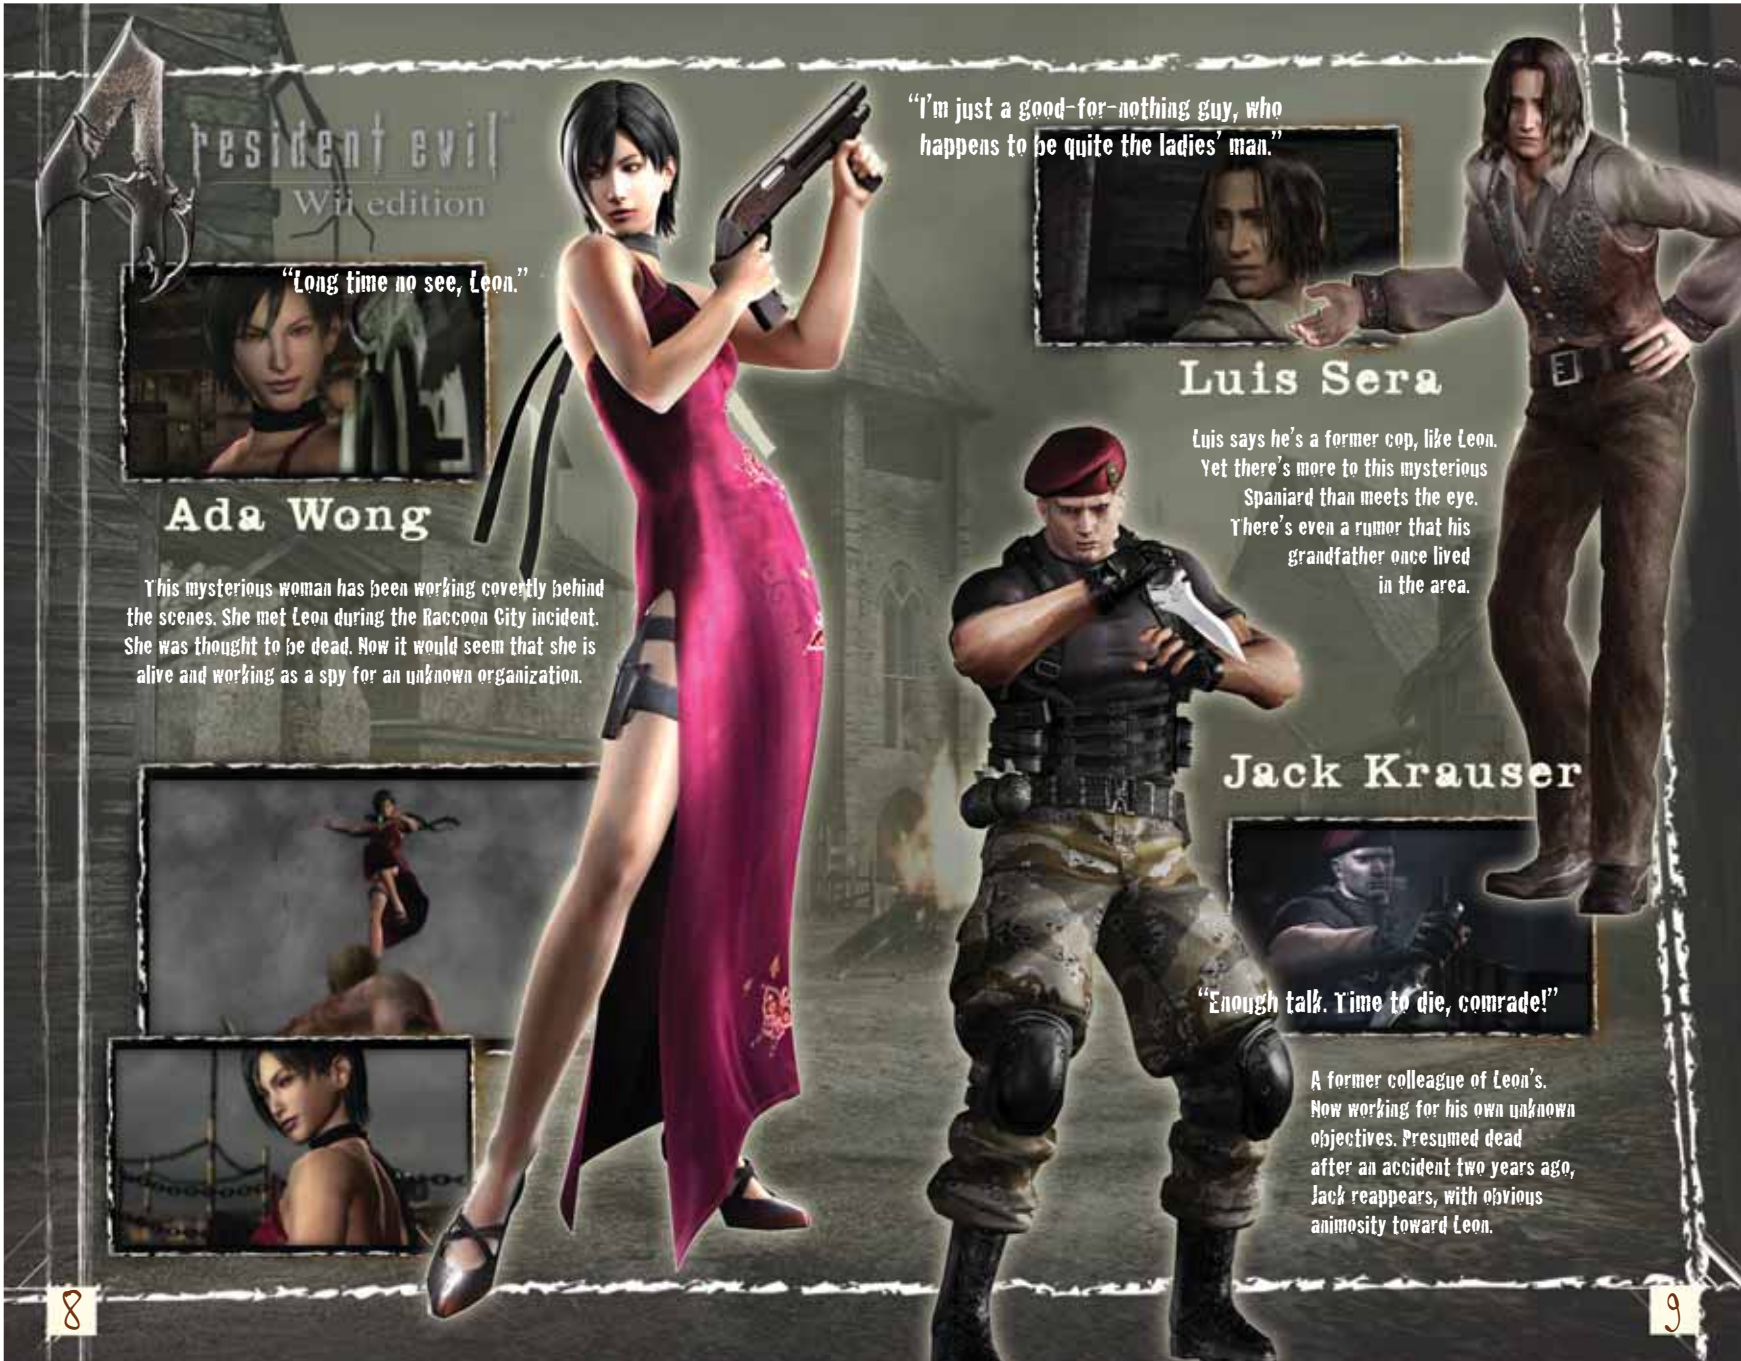 4
resident evil™
Wii edition
“Long time no see, Leon.”
Ada Wong
This mysterious woman has been working covertly behind
the scenes. She met Leon during the Raccoon City incident.
She was thought to be dead. Now it would seem that she is
alive and working as a spy for an unknown organization.
8
“I’m just a good-for-nothing guy, who
happens to be quite the ladies’ man.”
Luis Sera
Luis says he’s a former cop, like Leon.
Yet there’s more to this mysterious
Spaniard than meets the eye.
There’s even a rumor that his
grandfather once lived
in the area.
Jack Krauser
“Enough talk. Time to die, comrade!”
A former colleague of Leon’s.
Now working for his own unknown
objectives. Presumed dead
after an accident two years ago,
Jack reappears, with obvious
animosity toward Leon.
9